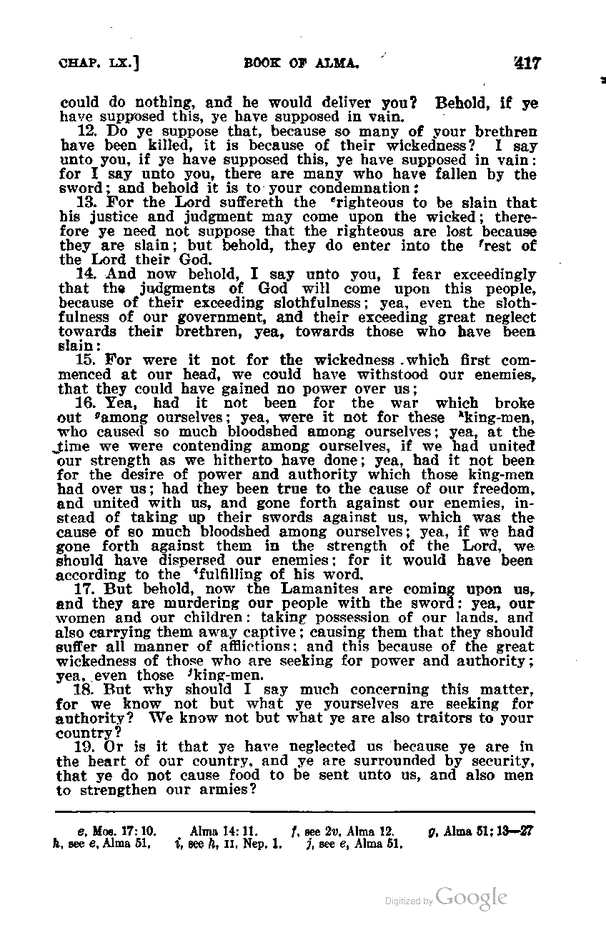 CHAP. LX.] BOOK OF ALMA. 417
could do nothing, and he would deliver you? Behold, if ye
have supposed this, ye have supposed in vain.
12. Do ye suppose that, because so many of your brethren
have been killed, it is because of their wickedness? I say
unto you, if ye have supposed this, ye have supposed in vain:
for I say unto you, there are many who have fallen by the
sword; and behold it is to your condemnation:
13. For the Lord suffereth the ᵉrighteous to be slain that
his justice and judgment may come upon the wicked; there-
fore ye need not suppose that the righteous are lost because
they are slain; but behold, they do enter into the ᶠrest of
the Lord their God.
14. And now behold, I say unto you, I fear exceedingly
that the judgments of God will come upon this people,
because of their exceeding slothfulness; yea, even the sloth-
fulness of our government, and their exceeding great neglect
towards their brethren, yea, towards those who have been
slain:
15. For were it not for the wickedness which first com-
menced at our head, we could have withstood our enemies,
that they could have gained no power over us;
16. Yea, had it not been for the war which broke
out ᵍamong ourselves; yea, were it not for these ʰking-men,
who caused so much bloodshed among ourselves; yea, at the
time we were contending among ourselves, if we had united
our strength as we hitherto have done; yea, had it not been
for the desire of power and authority which those king-men
had over us; had they been true to the cause of our freedom,
and united with us, and gone forth against our enemies, in-
stead of taking up their swords against us, which was the
cause of so much bloodshed among ourselves; yea, if we had
gone forth against them in the strength of the Lord, we
should have dispersed our enemies; for it would have been
according to the ⁱfulfilling of his word.
17. But behold, now the Lamanites are coming upon us,
and they are murdering our people with the sword; yea, our
women and our children: taking possession of our lands, and
also carrying them away captive; causing them that they should
suffer all manner of afflictions; and this because of the great
wickedness of those who are seeking for power and authority;
yea, even those ʲking-men.
18. But why should I say much concerning this matter,
for we know not but what ye yourselves are seeking for
authority? We know not but what ye are also traitors to your
country?
19. Or is it that ye have neglected us because ye are in
the heart of our country, and ye are surrounded by security,
that ye do not cause food to be sent unto us, and also men
to strengthen our armies?
e, Mos. 17: 10. Alma 14: 11. f, see 2v, Alma 12. g, Alma 51: 13—27
h, see e, Alma 51. i, see h, II. Nep. 1. j, see e, Alma 51.
Digitized by Google